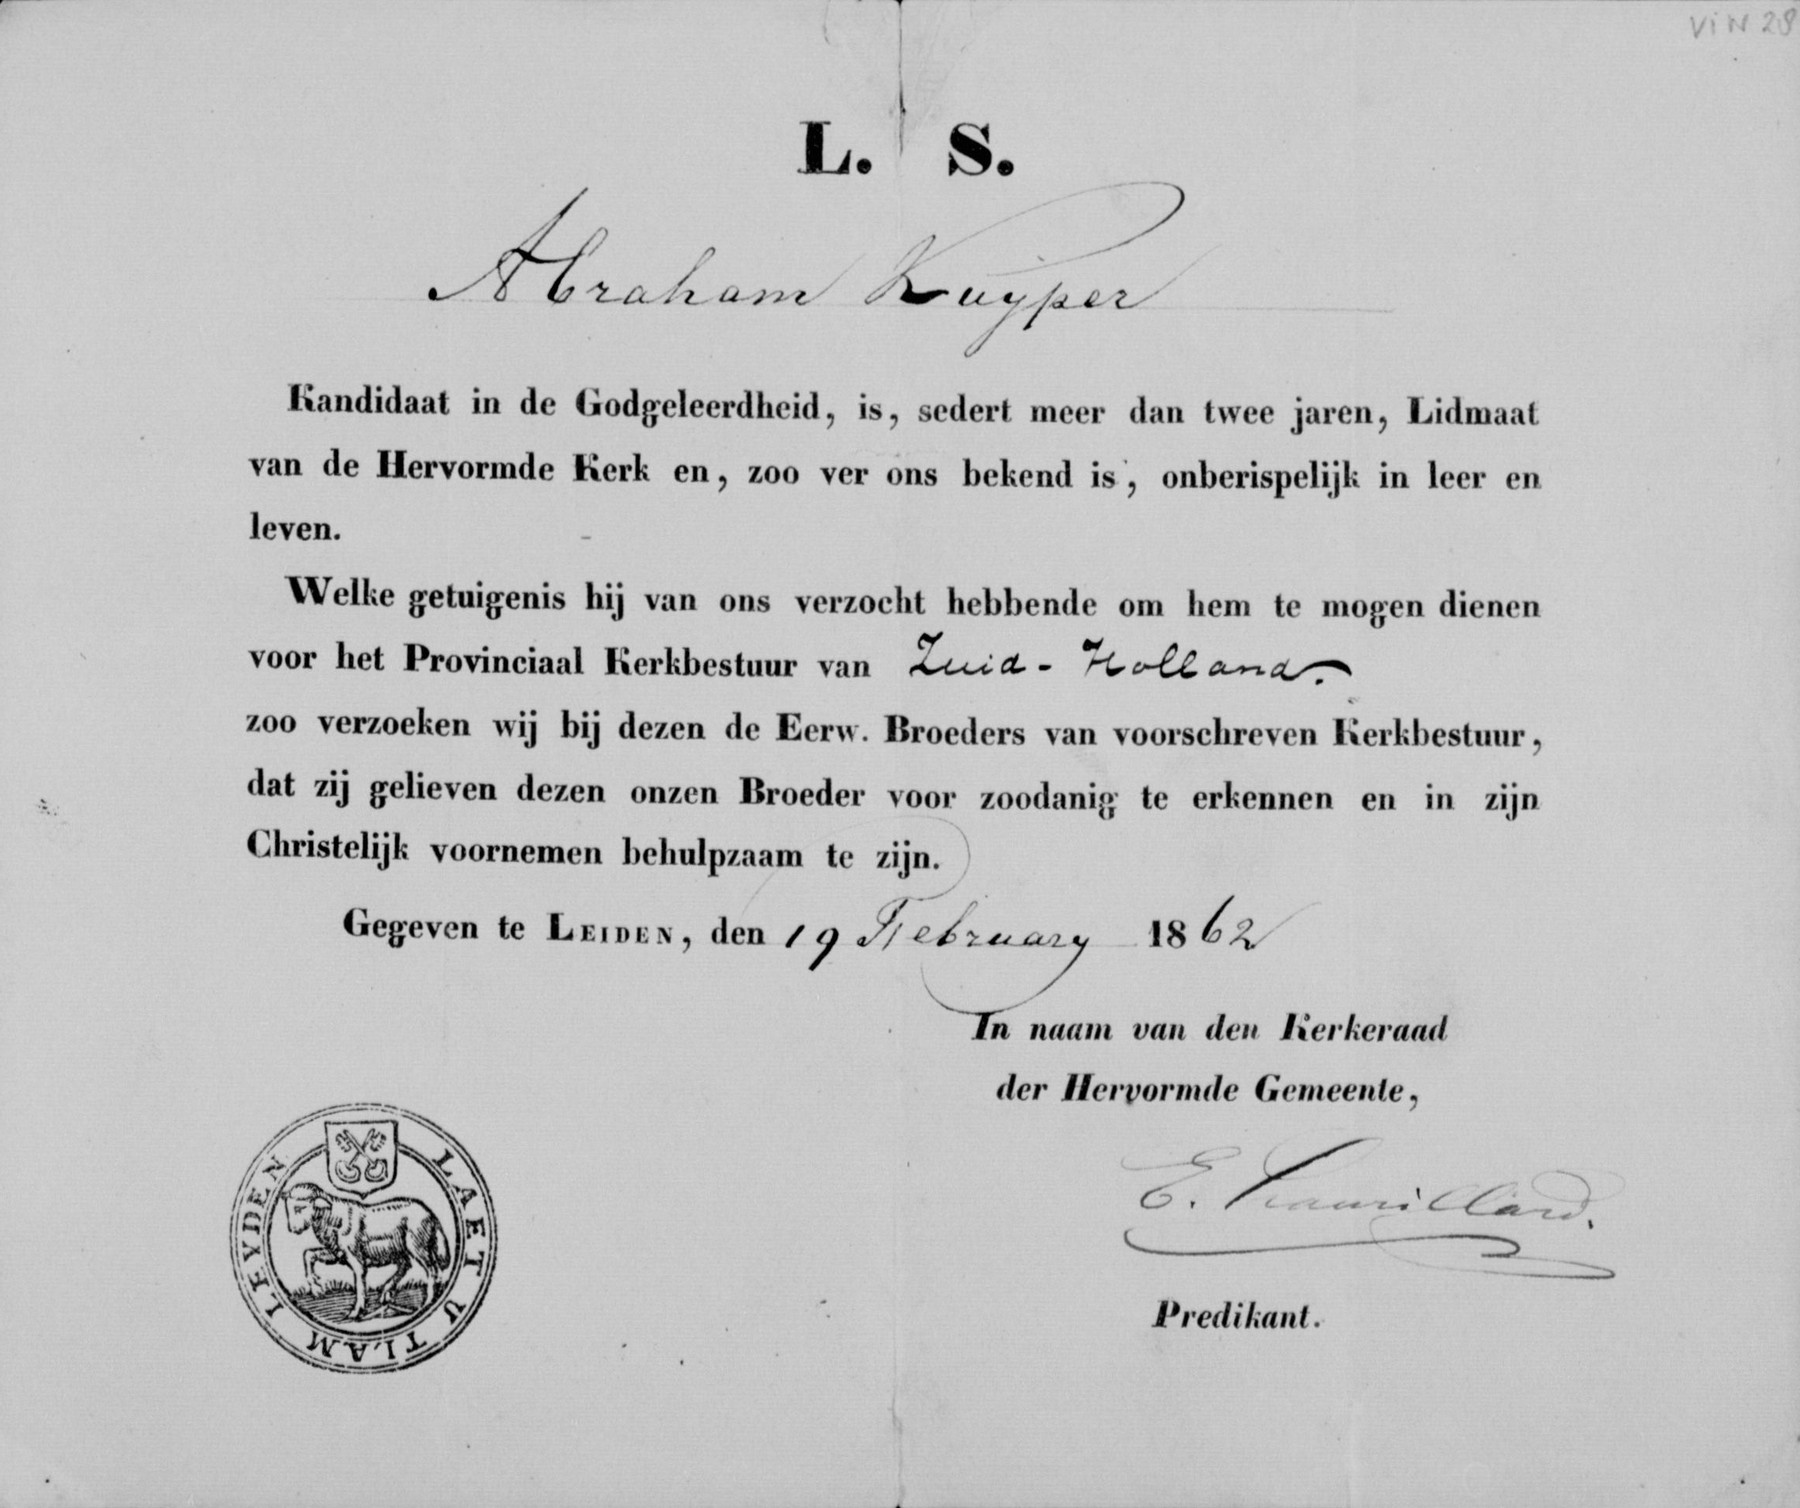 VIN 28
L. S.
Abraham Kuyper
Kandidaat in de Godgeleerdheid, is, sedert meer dan twee jaren, Lidmaat
van de Hervormde Kerk en, zoo ver ons bekend is, onberispelijk in leer en
leven.
Welke getuigenis hij van ons verzocht hebbende om hem te mogen dienen
voor het Provinciaal Kerkbestuur van Zuid-Holland.
zoo verzoeken wij bij dezen de Eerw. Broeders van voorschreven Kerkbestuur,
dat zij gelieven dezen onzen Broeder voor zoodanig te erkennen en in zijn
Christelijk voornemen behulpzaam te zijn.
Gegeven te LEIDEN, den 19 February 1862
In naam van den Kerkeraad
der Hervormde Gemeente,
E. Laurillard.
Predikant.
LAET U TLAM LEYDEN